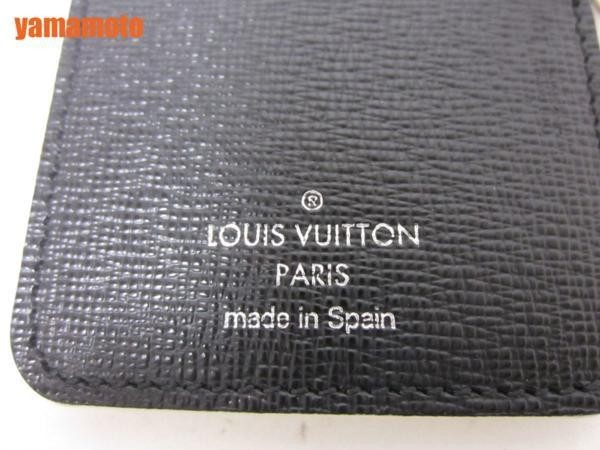 yamamoto
®
LOUIS VUITTON
PARIS
made in Spain